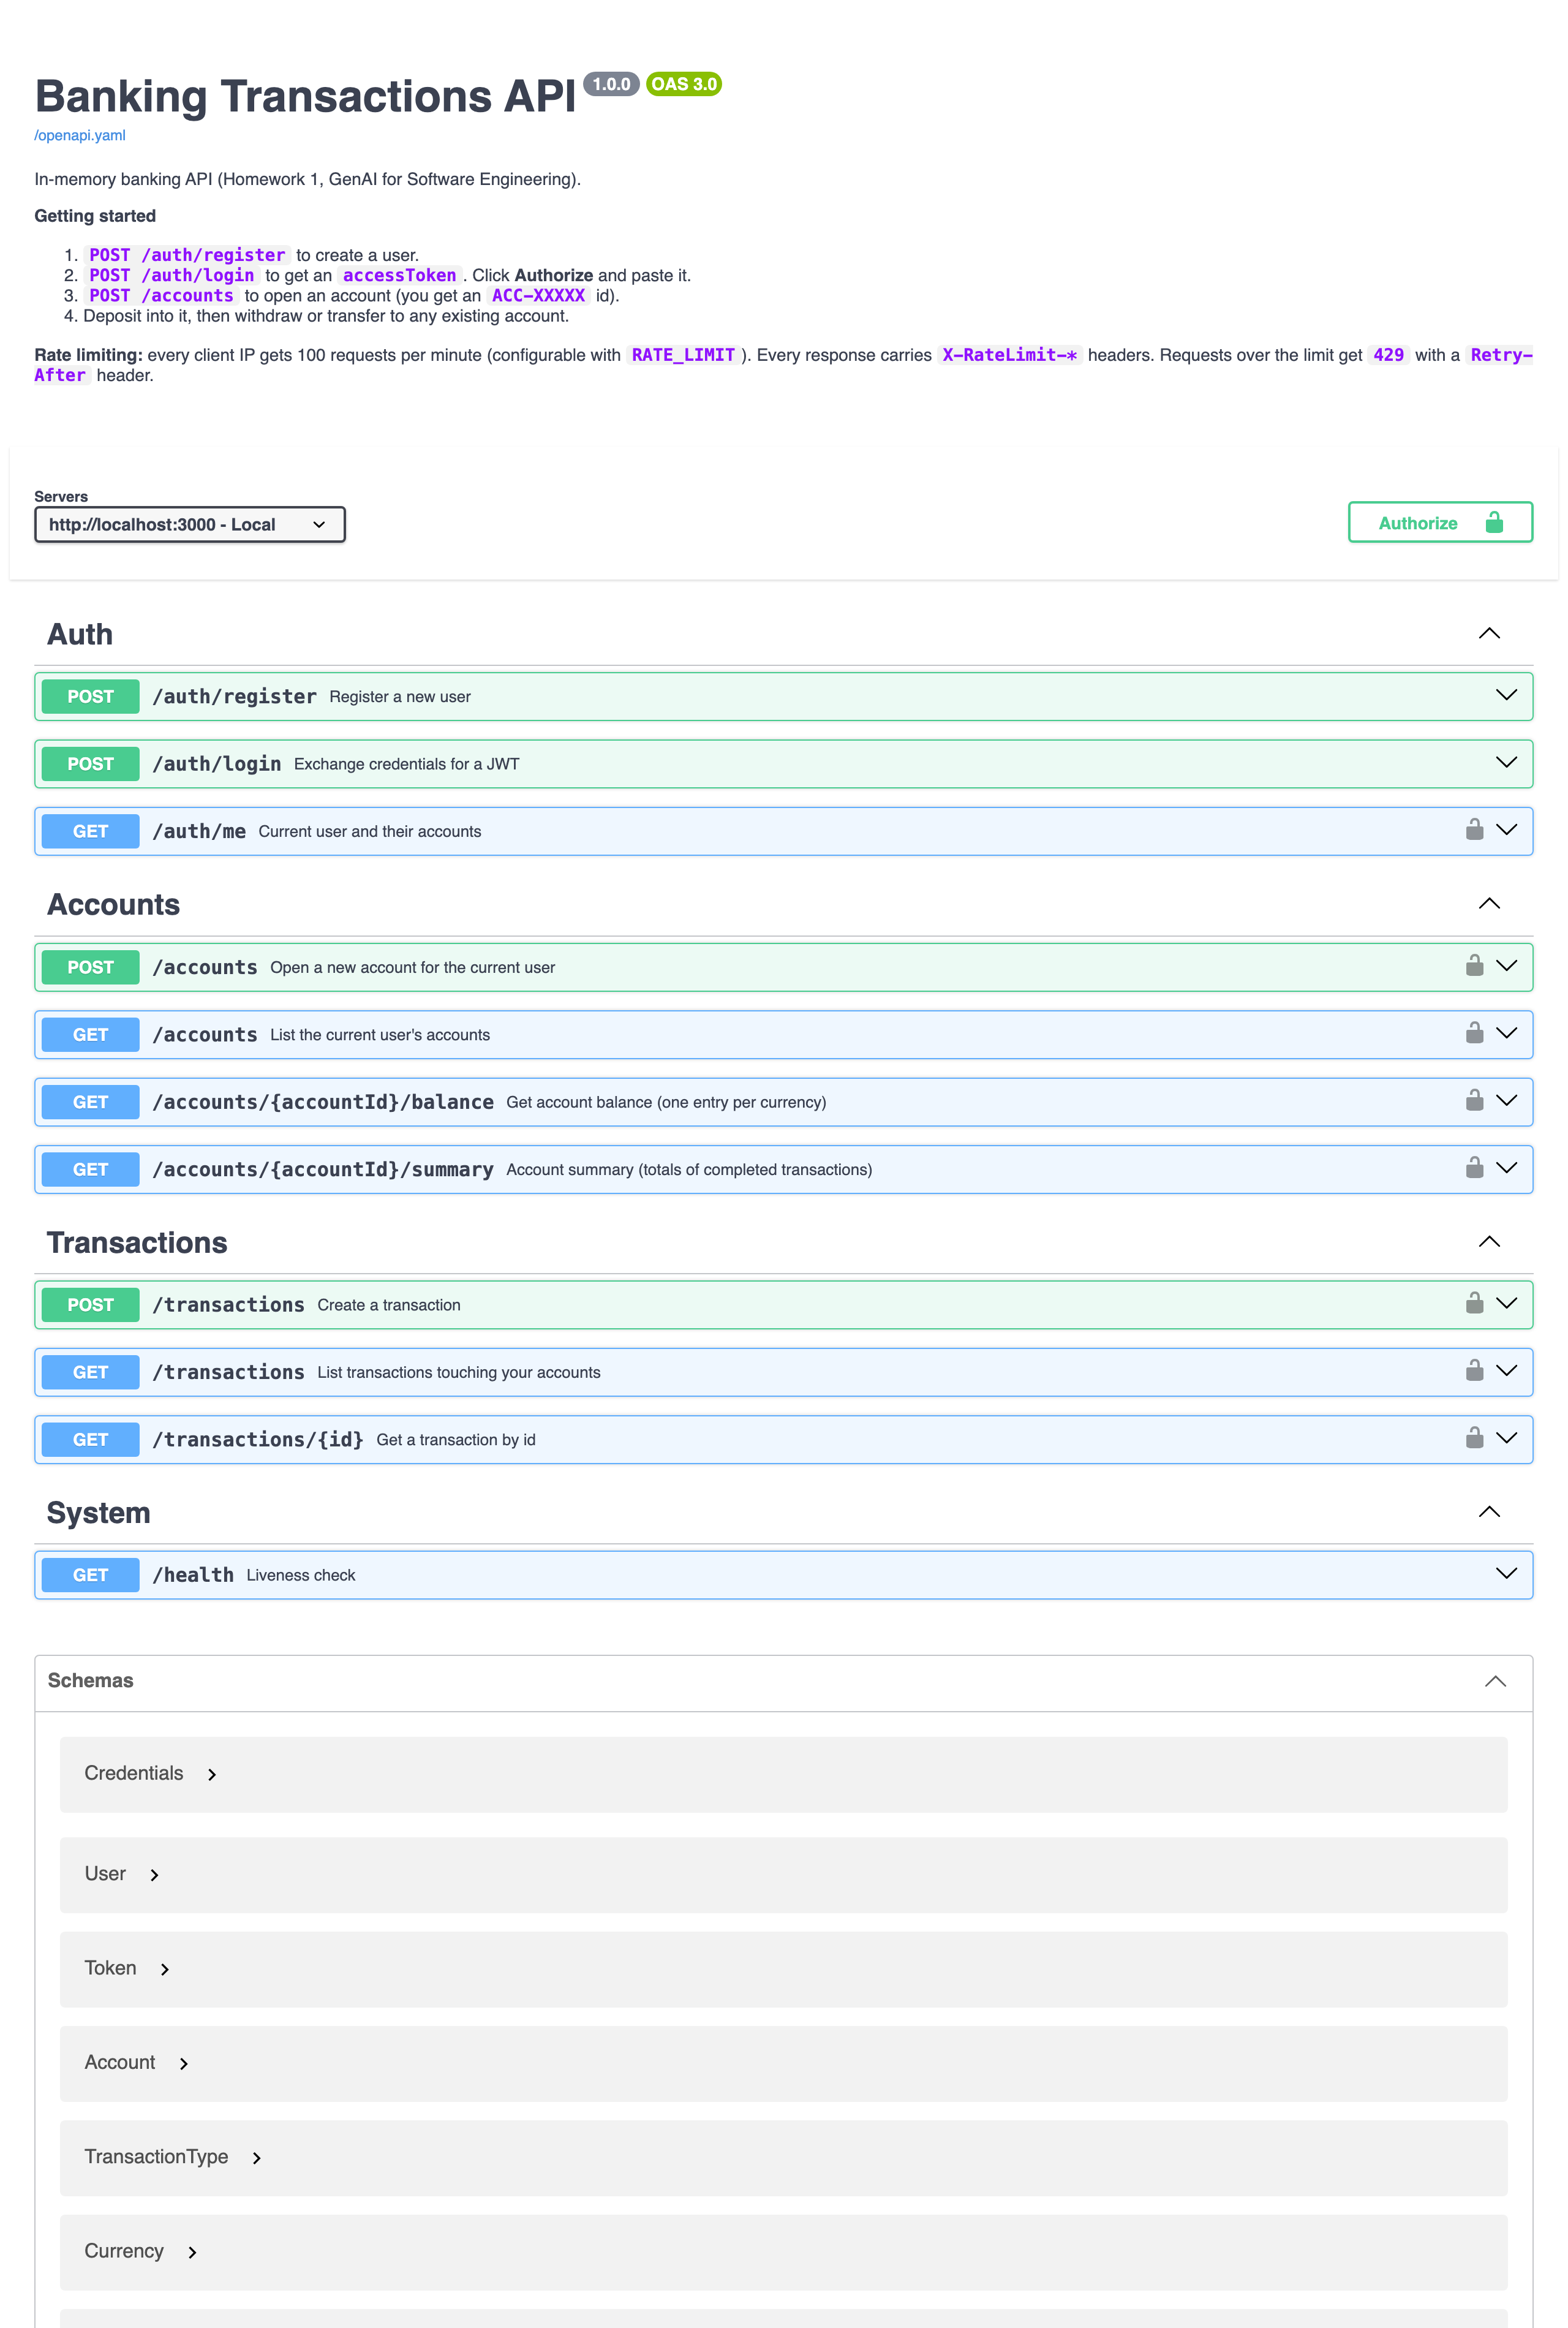 Banking Transactions API 1.0.0 OAS 3.0
/openapi.yaml
In-memory banking API (Homework 1, GenAI for Software Engineering).
Getting started
1. POST /auth/register to create a user.
2. POST /auth/login to get an accessToken . Click Authorize and paste it.
3. POST /accounts to open an account (you get an ACC-XXXXX id).
4. Deposit into it, then withdraw or transfer to any existing account.
Rate limiting: every client IP gets 100 requests per minute (configurable with RATE_LIMIT ). Every response carries X-RateLimit-* headers. Requests over the limit get 429 with a Retry-
After header.
Servers
http://localhost:3000 - Local
Authorize
Auth
POST /auth/register Register a new user
POST /auth/login Exchange credentials for a JWT
GET /auth/me Current user and their accounts
Accounts
POST /accounts Open a new account for the current user
GET /accounts List the current user's accounts
GET /accounts/{accountId}/balance Get account balance (one entry per currency)
GET /accounts/{accountId}/summary Account summary (totals of completed transactions)
Transactions
POST /transactions Create a transaction
GET /transactions List transactions touching your accounts
GET /transactions/{id} Get a transaction by id
System
GET /health Liveness check
Schemas
Credentials
User
Token
Account
TransactionType
Currency